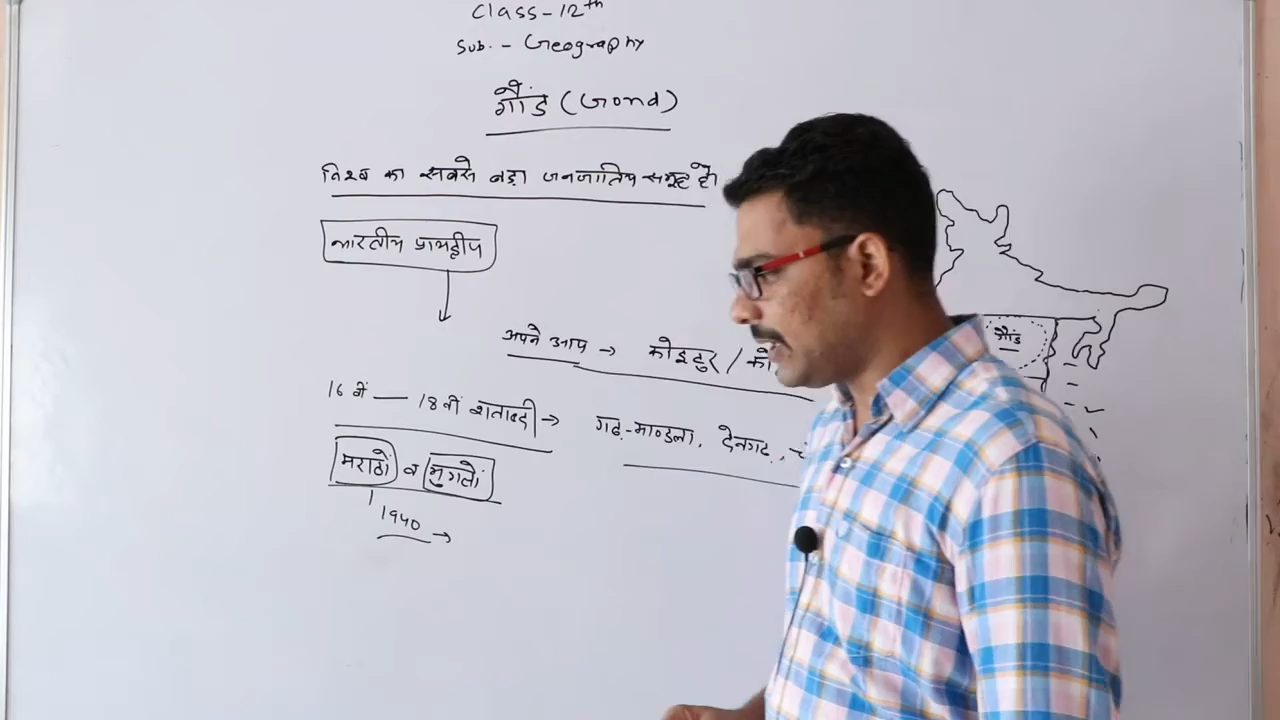 Class-12th
Sub. - Geography
गौंड (Gond)
विश्व का सबसे बड़ा जनजातिय समूह है।
भारतीय प्रायद्वीप
गौंड
अपने आप → कोइटुर /
16 वें — 18 वीं शताब्दी → गढ़-माण्डला, देवगढ़,
मराठों व मुगलों
1940 →